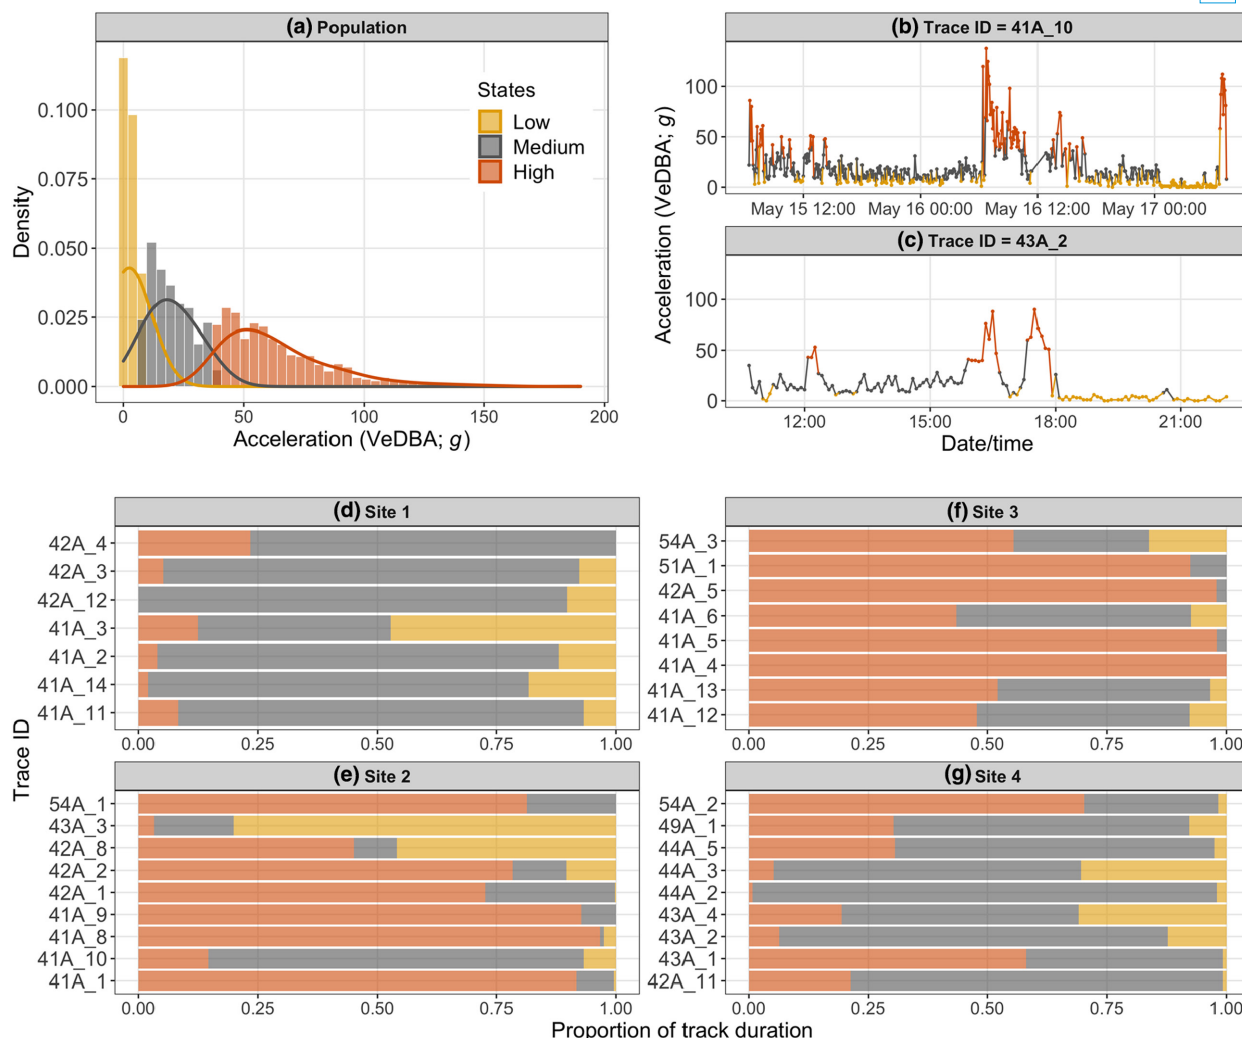 (a) Population
States
Low
Medium
High
Density
0.100
0.075
0.050
0.025
0.000
0 50 100 150 200
Acceleration (VeDBA; g)
(b) Trace ID = 41A_10
100
50
0
May 15 12:00 May 16 00:00 May 16 12:00 May 17 00:00
Acceleration (VeDBA; g)
(c) Trace ID = 43A_2
100
50
0
12:00 15:00 18:00 21:00
Date/time
Trace ID
(d) Site 1
42A_4
42A_3
42A_12
41A_3
41A_2
41A_14
41A_11
0.00 0.25 0.50 0.75 1.00
(f) Site 3
54A_3
51A_1
42A_5
41A_6
41A_5
41A_4
41A_13
41A_12
0.00 0.25 0.50 0.75 1.00
(e) Site 2
54A_1
43A_3
42A_8
42A_2
42A_1
41A_9
41A_8
41A_10
41A_1
0.00 0.25 0.50 0.75 1.00
(g) Site 4
54A_2
49A_1
44A_5
44A_3
44A_2
43A_4
43A_2
43A_1
42A_11
0.00 0.25 0.50 0.75 1.00
Proportion of track duration